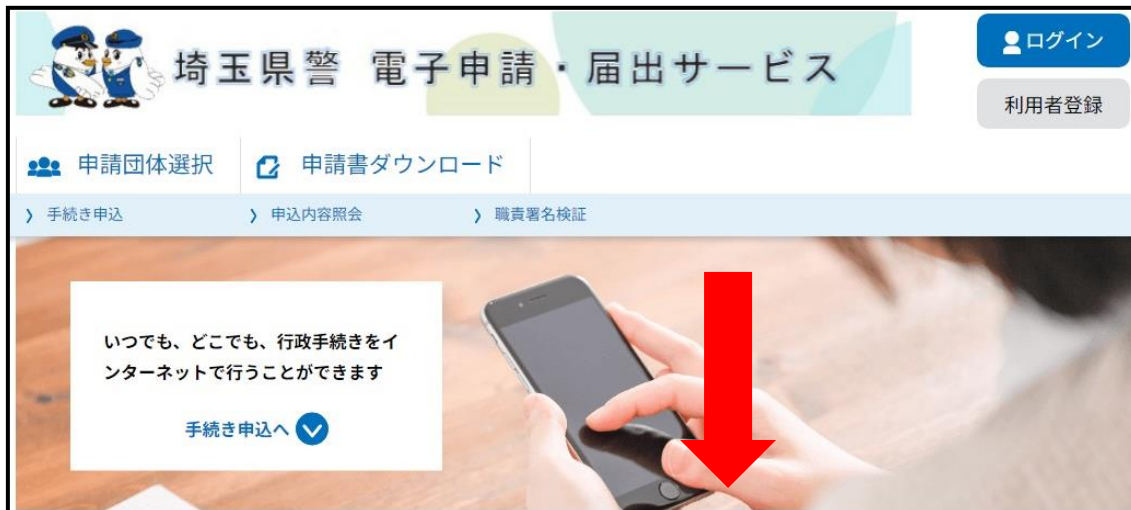 埼玉県警 電子申請・届出サービス
ログイン
利用者登録
申請団体選択
申請書ダウンロード
手続き申込
申込内容照会
職責署名検証
いつでも、どこでも、行政手続きをイ
ンターネットで行うことができます
手続き申込へ